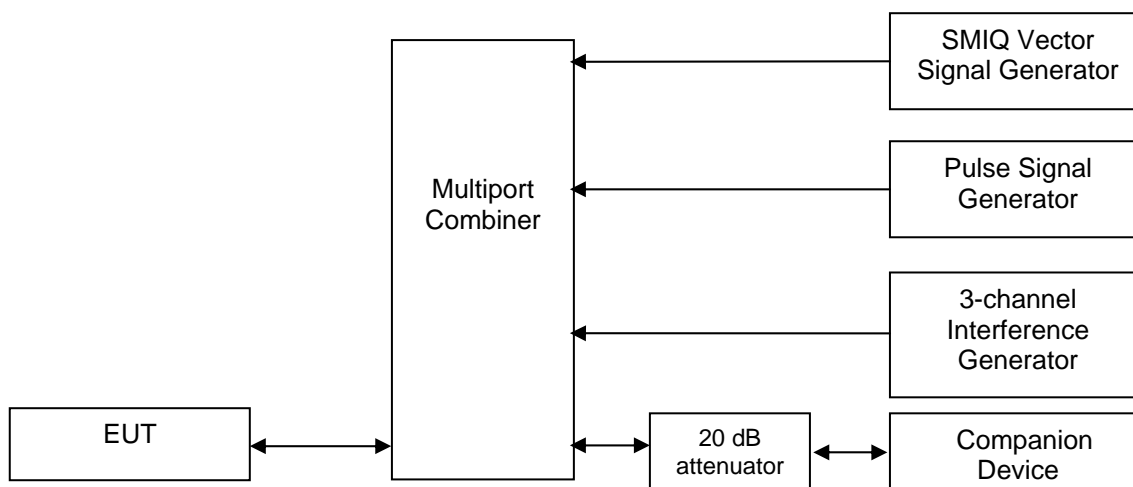 SMIQ Vector
Signal Generator
Pulse Signal
Generator
Multiport
Combiner
3-channel
Interference
Generator
EUT
20 dB
attenuator
Companion
Device